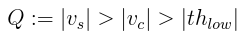 Q := |v_s| > |v_c| > |th_{low}|